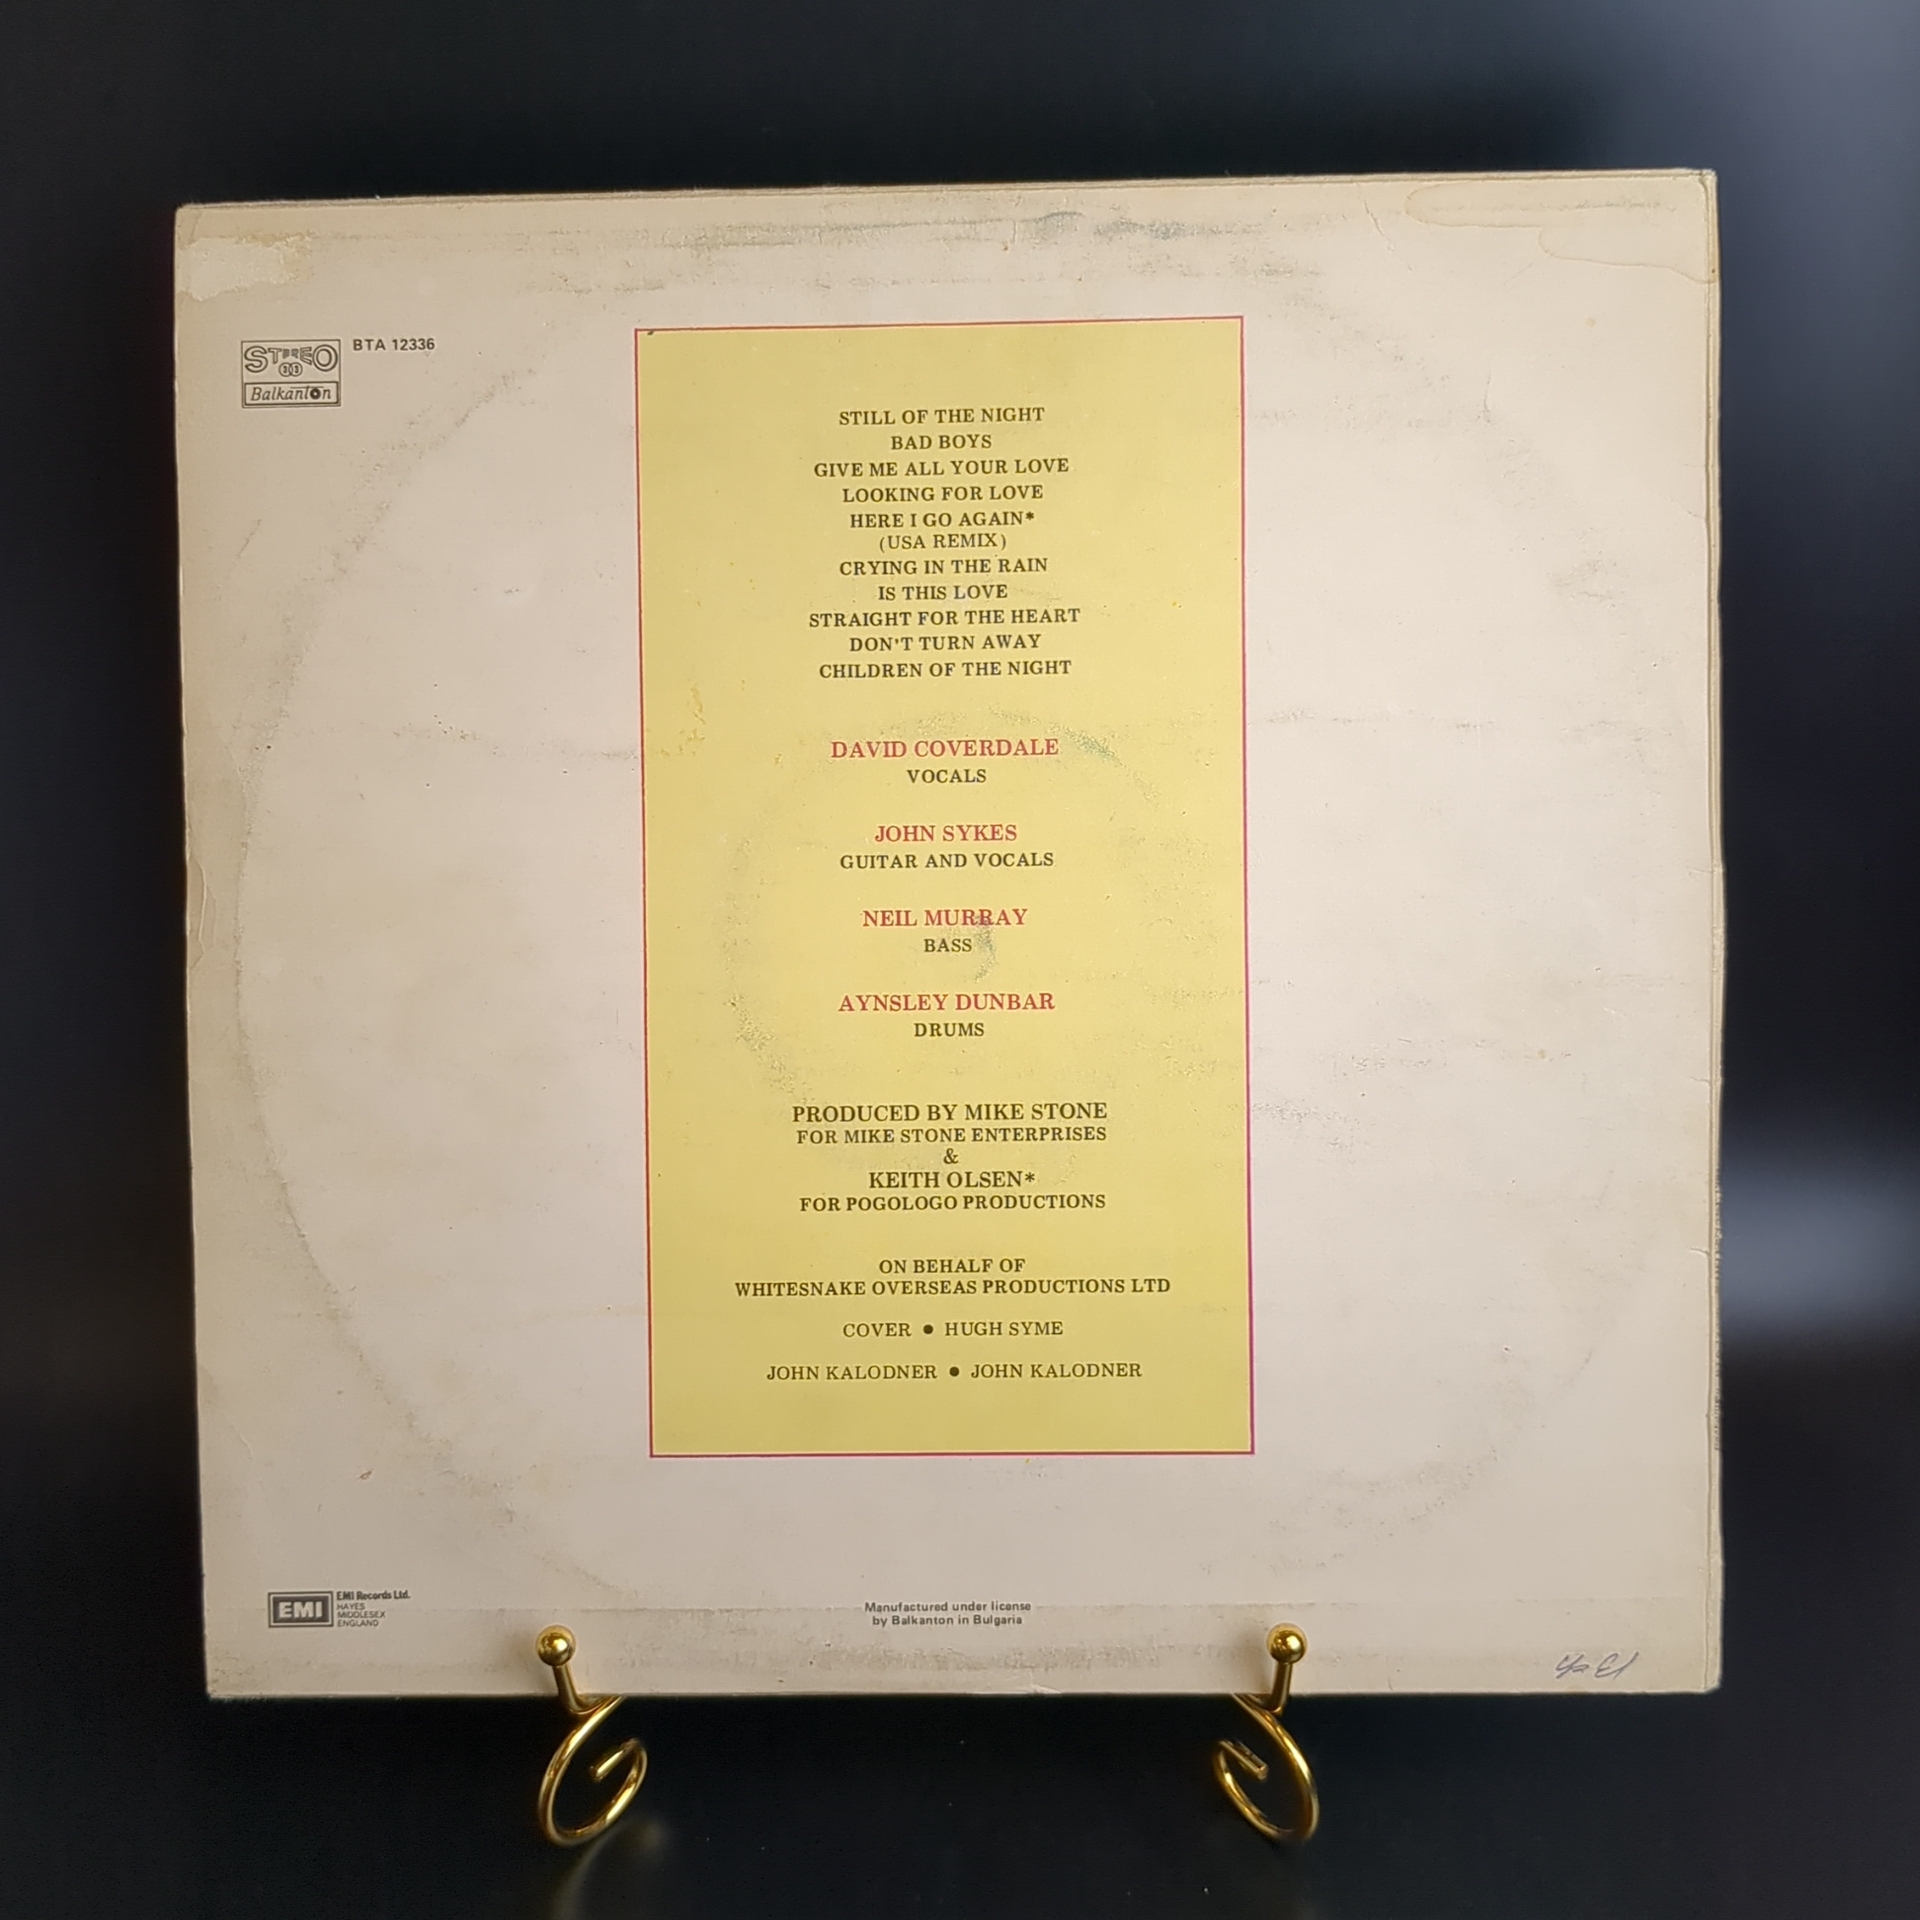 STEREO
33
Balkanton
BTA 12336
STILL OF THE NIGHT
BAD BOYS
GIVE ME ALL YOUR LOVE
LOOKING FOR LOVE
HERE I GO AGAIN*
(USA REMIX)
CRYING IN THE RAIN
IS THIS LOVE
STRAIGHT FOR THE HEART
DON'T TURN AWAY
CHILDREN OF THE NIGHT
DAVID COVERDALE
VOCALS
JOHN SYKES
GUITAR AND VOCALS
NEIL MURRAY
BASS
AYNSLEY DUNBAR
DRUMS
PRODUCED BY MIKE STONE
FOR MIKE STONE ENTERPRISES
&
KEITH OLSEN*
FOR POGOLOGO PRODUCTIONS
ON BEHALF OF
WHITESNAKE OVERSEAS PRODUCTIONS LTD
COVER ● HUGH SYME
JOHN KALODNER ● JOHN KALODNER
EMI
EMI Records Ltd.
HAYES
MIDDLESEX
ENGLAND
Manufactured under license
by Balkanton in Bulgaria